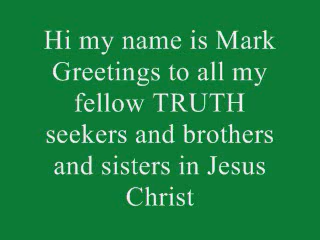 Hi my name is Mark
Greetings to all my
fellow TRUTH
seekers and brothers
and sisters in Jesus
Christ